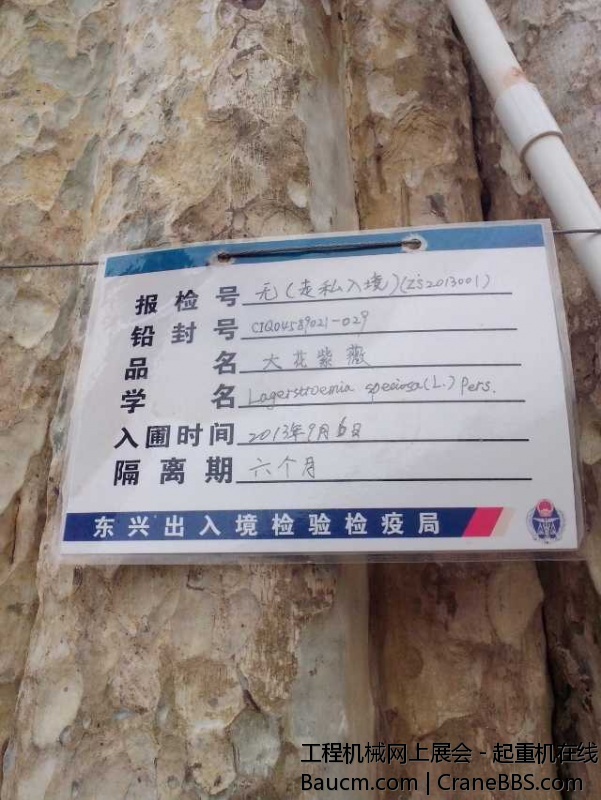 报检号 无(走私入境)(ZS2013001)
铅封号 CIQ04589021-029
品名 大花紫薇
学名 Lagerstroemia speciosa(L.) Pers.
入圃时间 2013年9月6日
隔离期 六个月
东兴出入境检验检疫局
工程机械网上展会 - 起重机在线
Baucm.com | CraneBBS.com